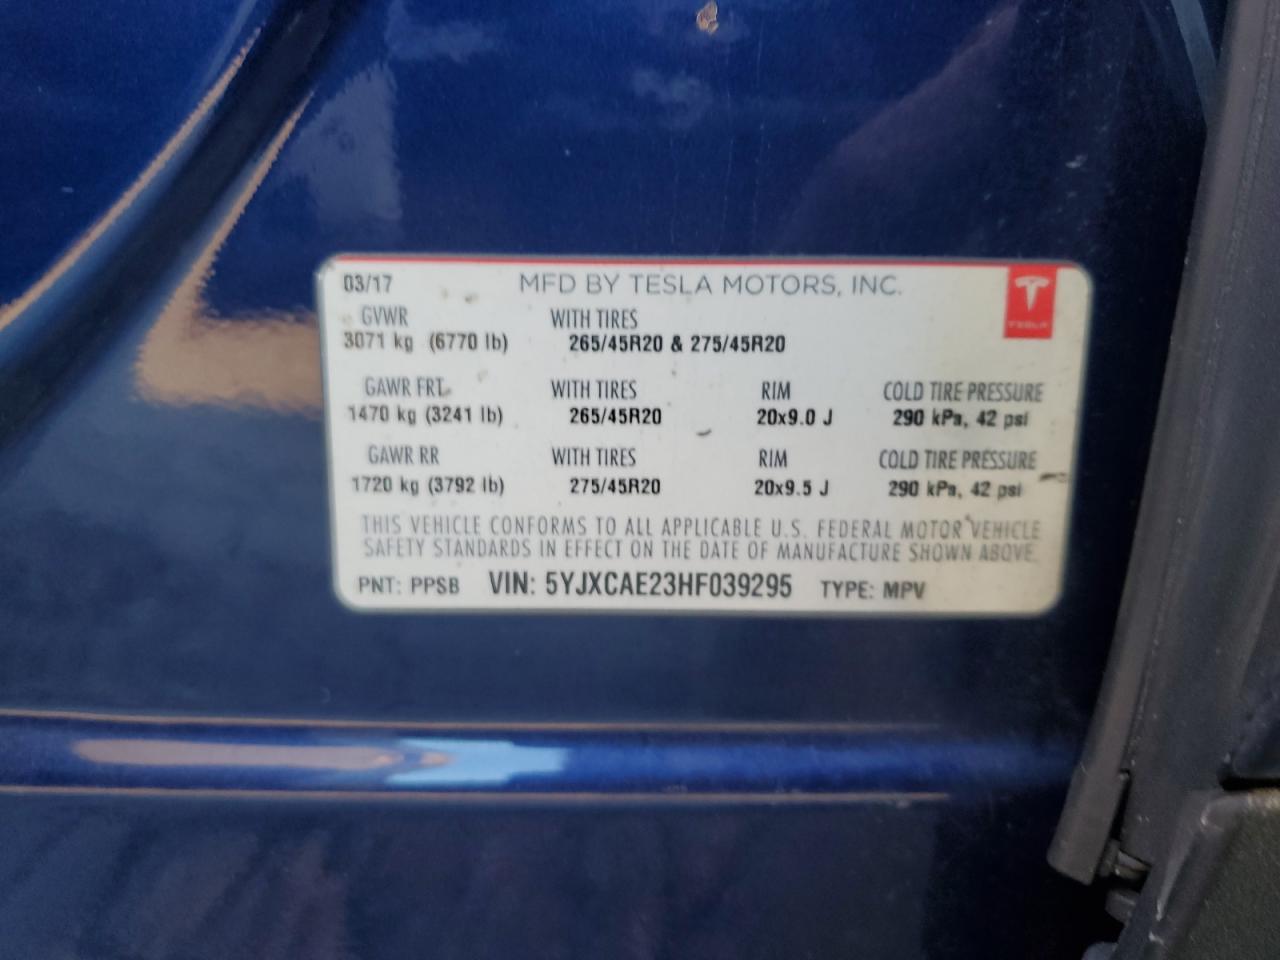 03/17 MFD BY TESLA MOTORS, INC.
TESLA
GVWR WITH TIRES
3071 kg (6770 lb) 265/45R20 & 275/45R20
GAWR FRT WITH TIRES RIM COLD TIRE PRESSURE
1470 kg (3241 lb) 265/45R20 20x9.0 J 290 kPa, 42 psi
GAWR RR WITH TIRES RIM COLD TIRE PRESSURE
1720 kg (3792 lb) 275/45R20 20x9.5 J 290 kPa, 42 psi
THIS VEHICLE CONFORMS TO ALL APPLICABLE U.S. FEDERAL MOTOR VEHICLE
SAFETY STANDARDS IN EFFECT ON THE DATE OF MANUFACTURE SHOWN ABOVE.
PNT: PPSB VIN: 5YJXCAE23HF039295 TYPE: MPV